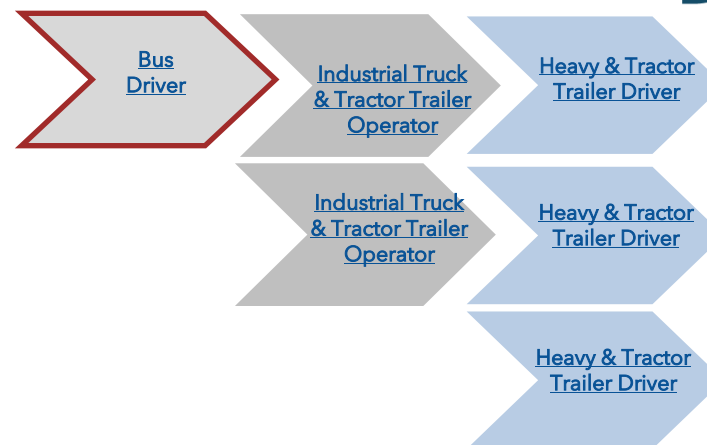 Bus
Driver
Industrial Truck
& Tractor Trailer
Operator
Heavy & Tractor
Trailer Driver
Industrial Truck
& Tractor Trailer
Operator
Heavy & Tractor
Trailer Driver
Heavy & Tractor
Trailer Driver